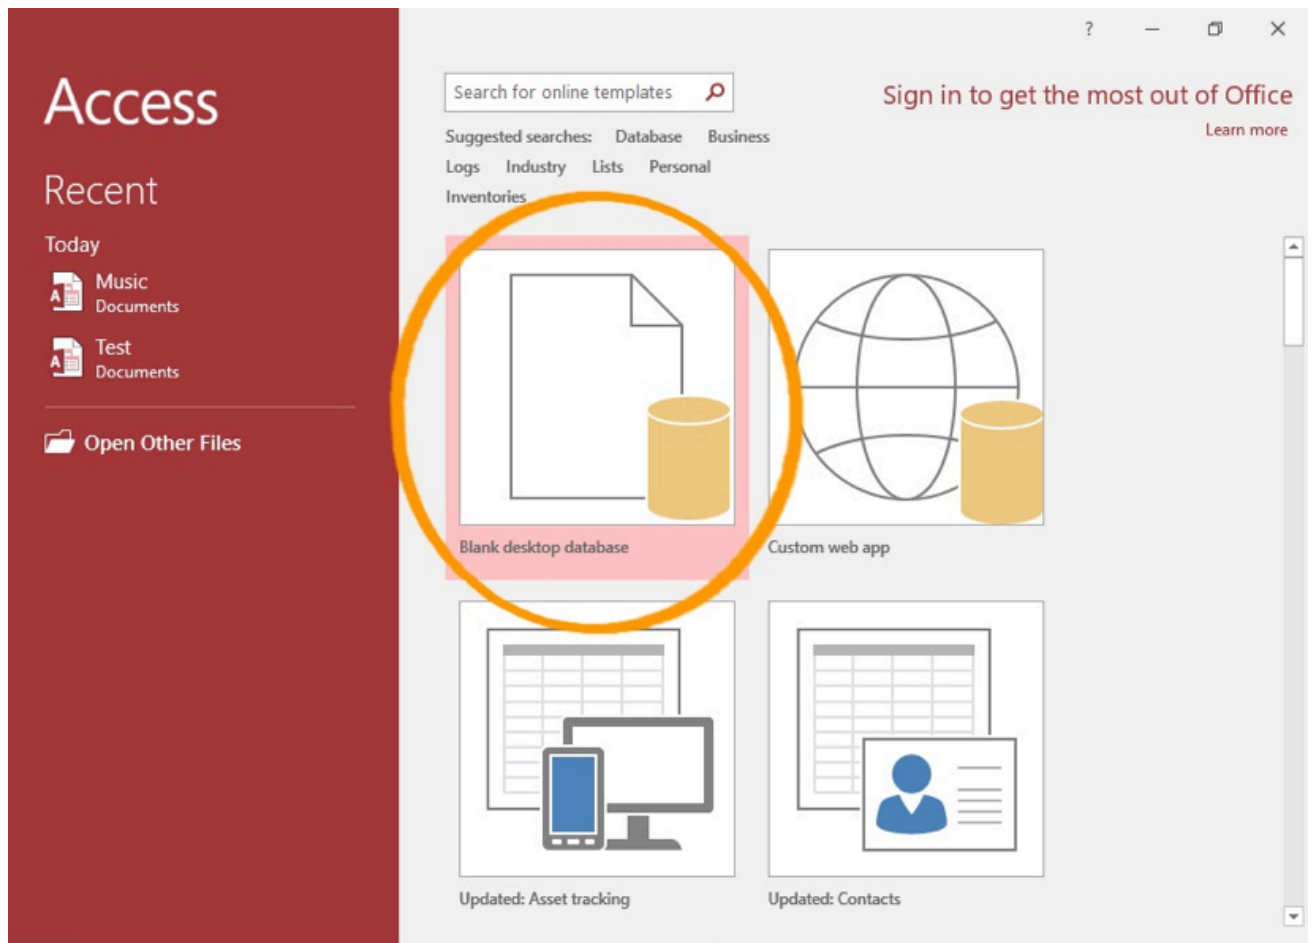 ?
Access
Recent
Today
Music
Documents
Test
Documents
Open Other Files
Search for online templates
Suggested searches: Database Business
Logs Industry Lists Personal
Inventories
Sign in to get the most out of Office
Learn more
Blank desktop database
Custom web app
Updated: Asset tracking
Updated: Contacts